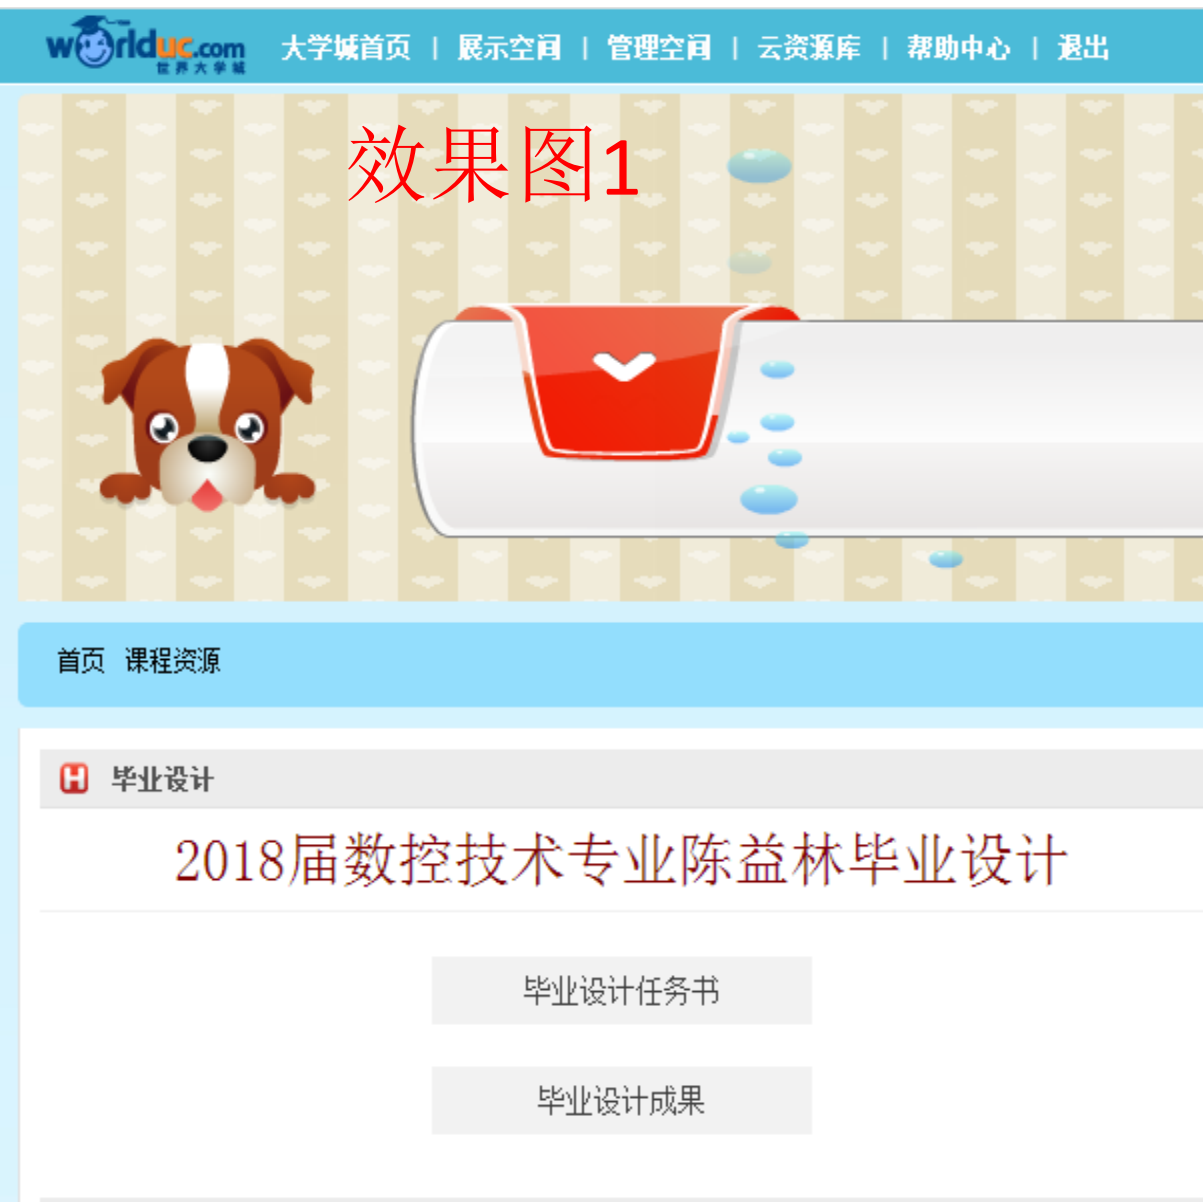 worlduc.com
世界大学城
大学城首页 | 展示空间 | 管理空间 | 云资源库 | 帮助中心 | 退出
效果图1
首页 课程资源
H 毕业设计
2018届数控技术专业陈益林毕业设计
毕业设计任务书
毕业设计成果